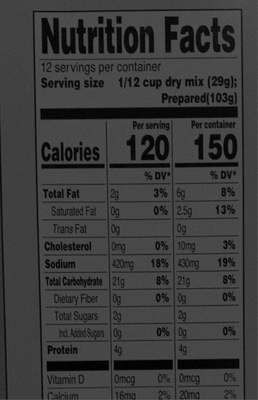 Nutrition Facts
12 servings per container
Serving size 1/12 cup dry mix (29g);
Prepared(103g)
Per serving Per container
Calories 120 150
% DV* % DV*
Total Fat 2g 3% 6g 8%
Saturated Fat 0g 0% 2.5g 13%
Trans Fat 0g 0g
Cholesterol 0mg 0% 10mg 3%
Sodium 420mg 18% 430mg 19%
Total Carbohydrate 21g 8% 21g 8%
Dietary Fiber 0g 0% 0g 0%
Total Sugars 2g 2g
Incl. Added Sugars 0g 0% 0g 0%
Protein 4g 4g
Vitamin D 0mcg 0% 0mcg 0%
Calcium 16mg 2% 20mg 2%